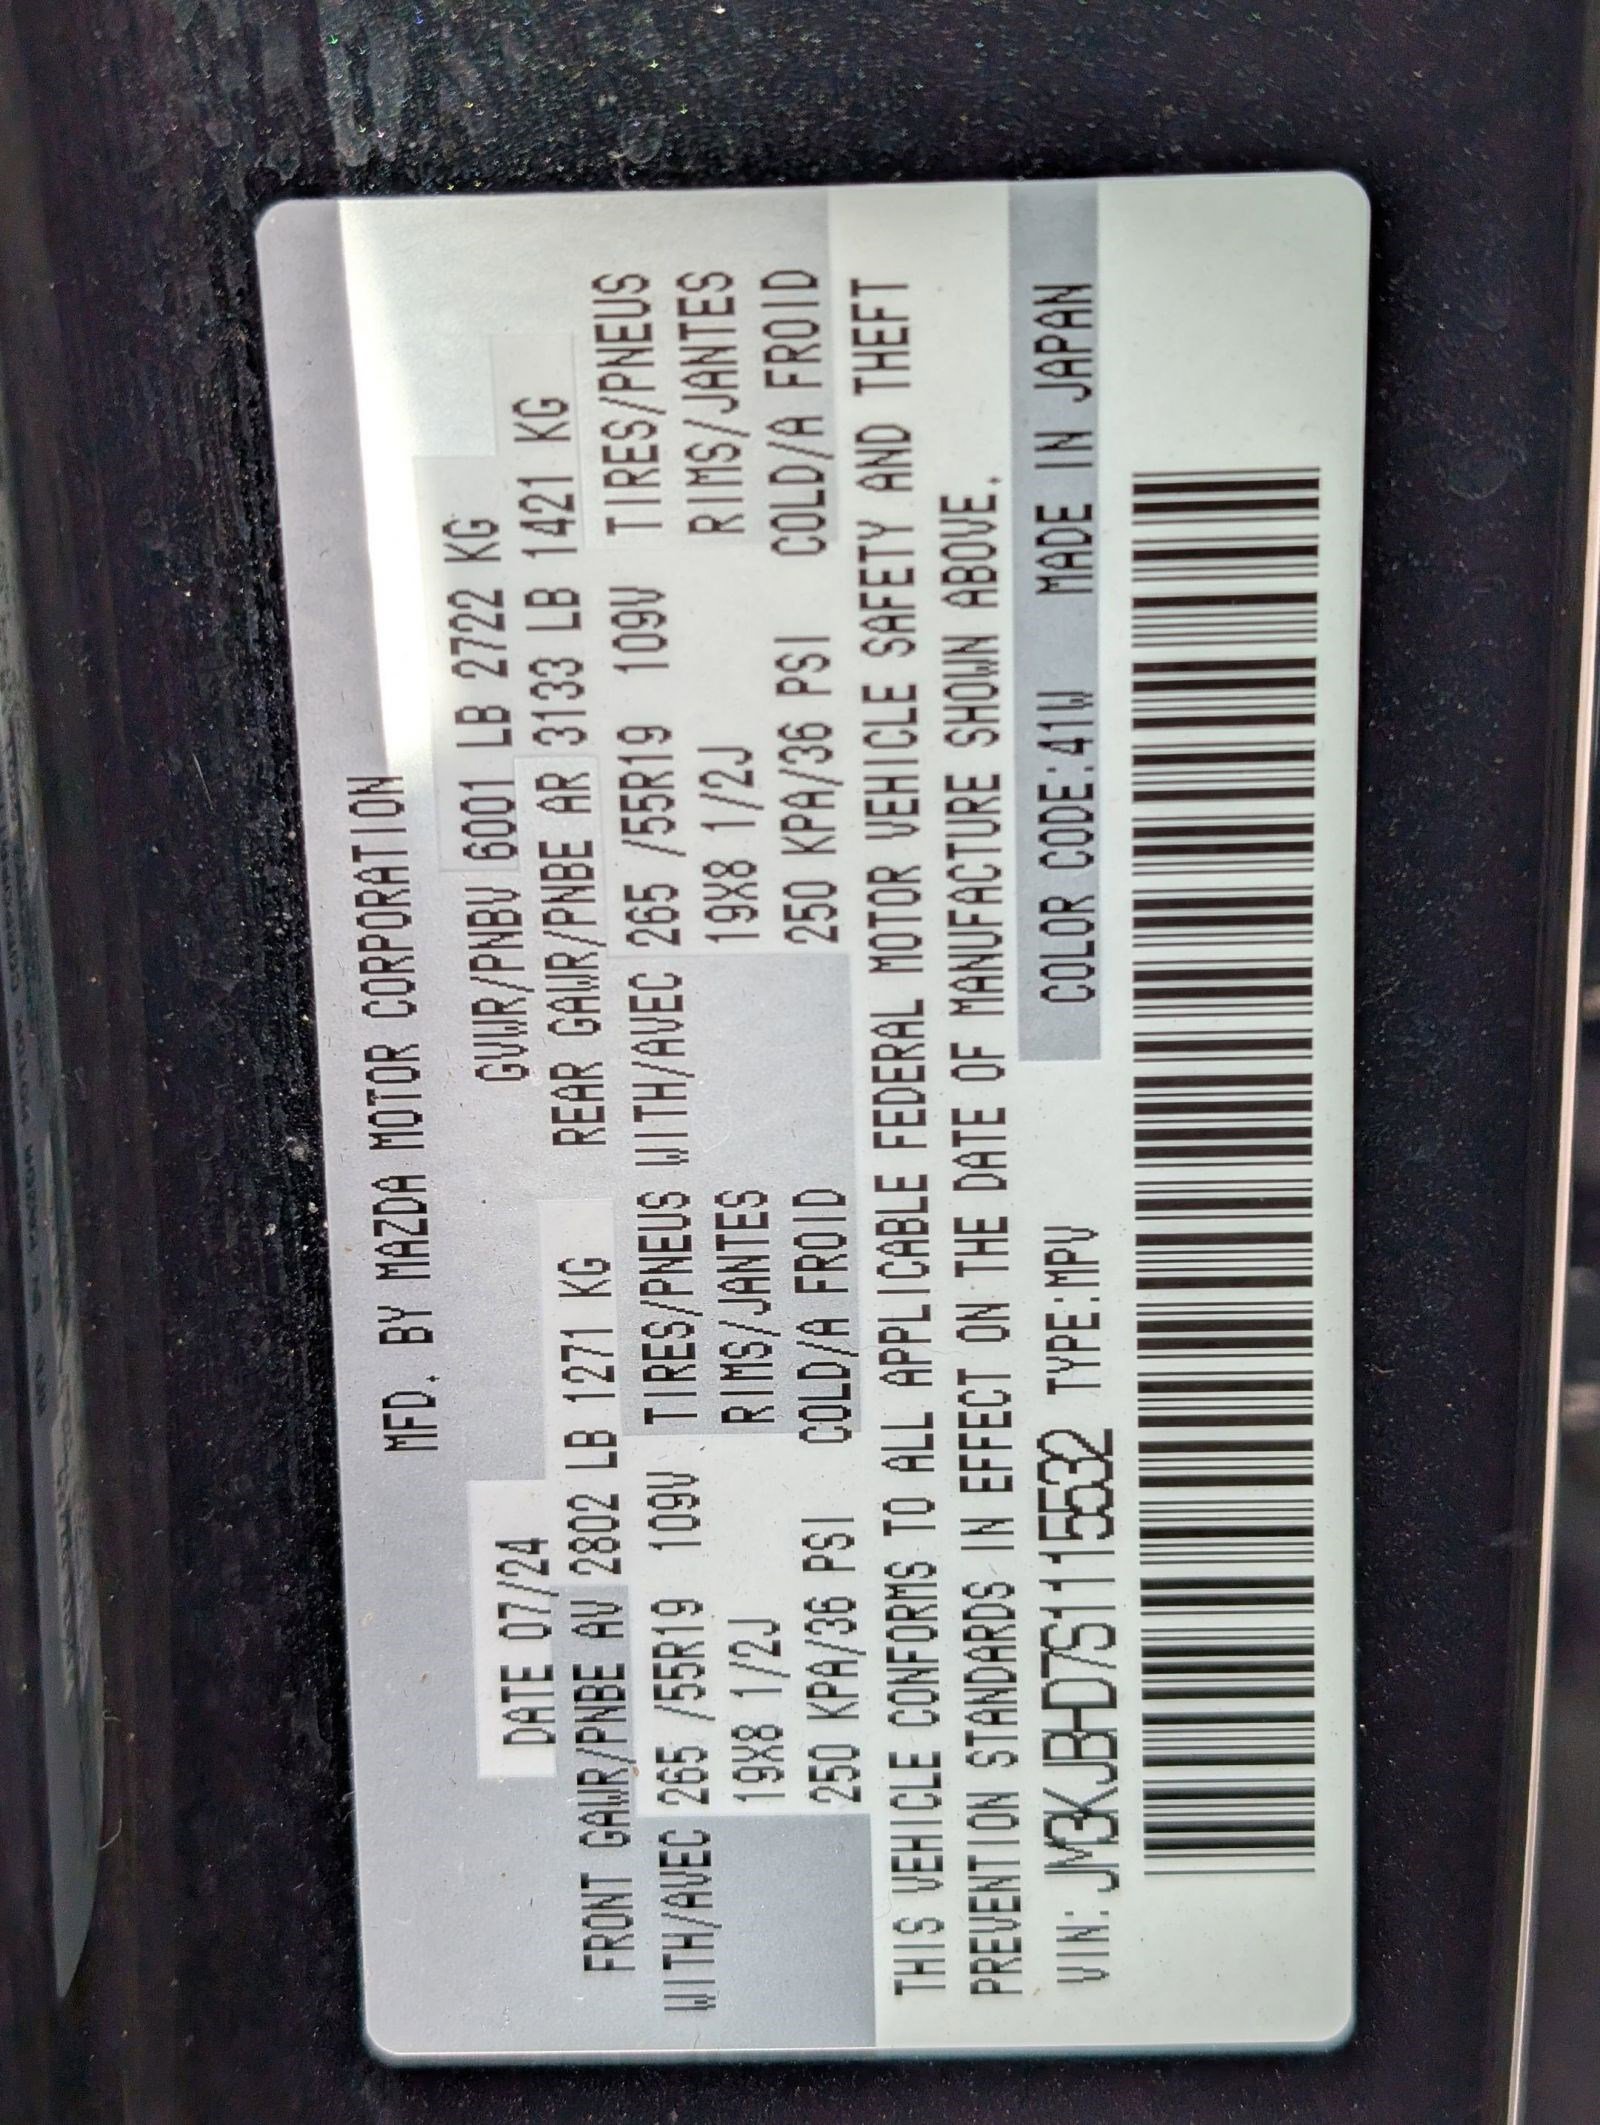 MFD. BY MAZDA MOTOR CORPORATION
DATE 07/24 GVWR/PNBV 6001 LB 2722 KG
FRONT GAWR/PNBE AV 2802 LB 1271 KG REAR GAWR/PNBE AR 3133 LB 1421 KG
WITH/AVEC 265 /55R19 109V TIRES/PNEUS WITH/AVEC 265 /55R19 109V TIRES/PNEUS
19X8 1/2J RIMS/JANTES 19X8 1/2J RIMS/JANTES
250 KPA/36 PSI COLD/A FROID 250 KPA/36 PSI COLD/A FROID
THIS VEHICLE CONFORMS TO ALL APPLICABLE FEDERAL MOTOR VEHICLE SAFETY AND THEFT
PREVENTION STANDARDS IN EFFECT ON THE DATE OF MANUFACTURE SHOWN ABOVE.
VIN: JM3KJBHD7S1115532 TYPE:MPV COLOR CODE:41W MADE IN JAPAN